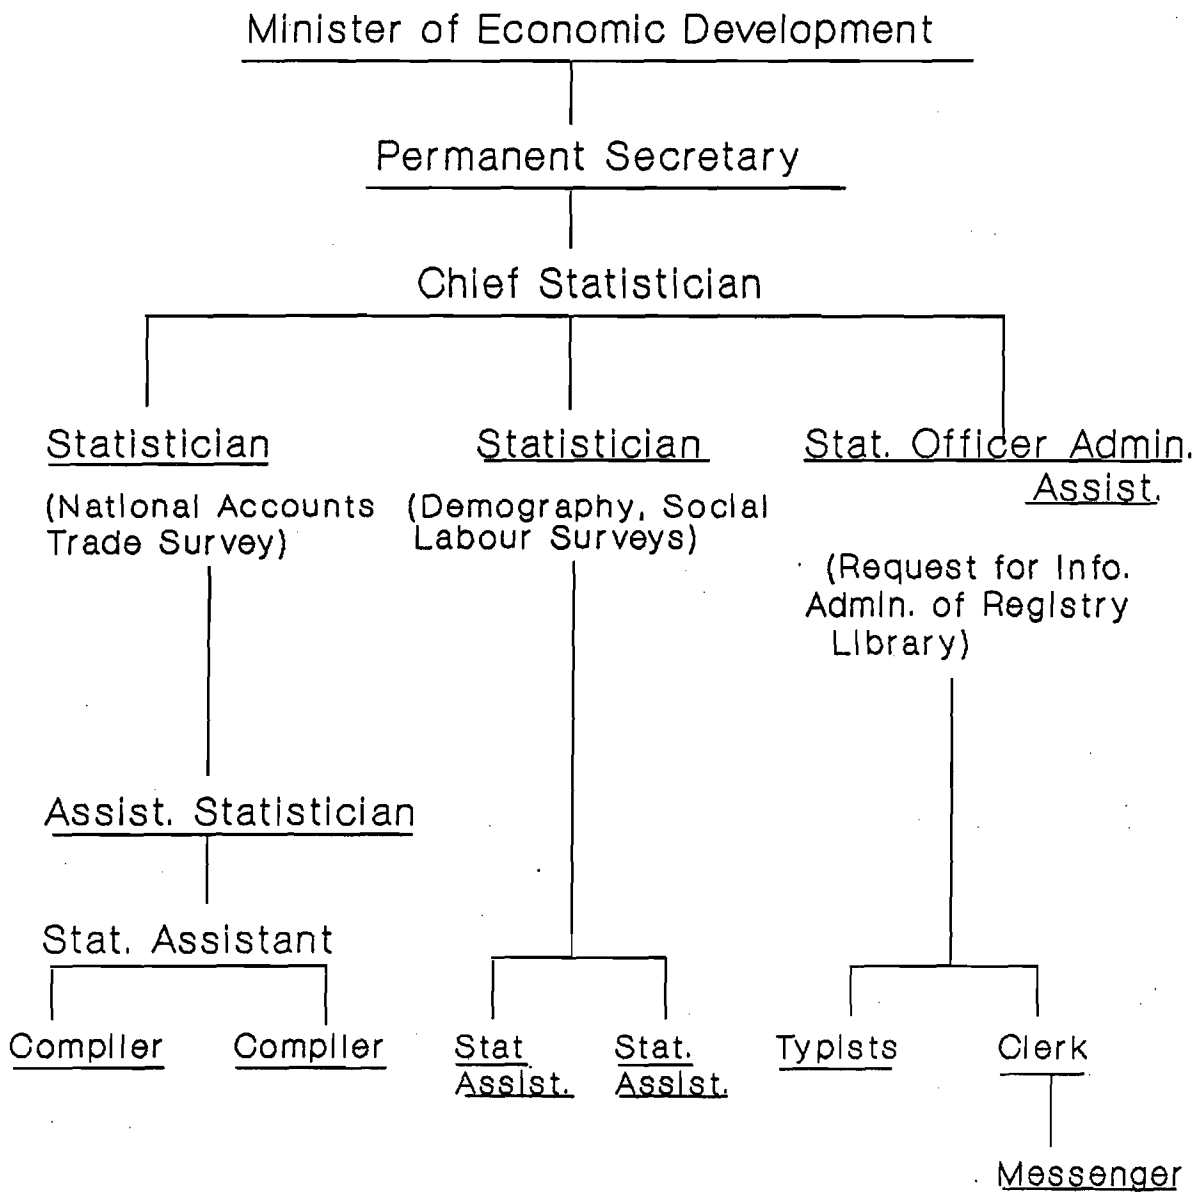 Minister of Economic Development
Permanent Secretary
Chief Statistician
Statistician
(National Accounts
Trade Survey)
Statistician
(Demography, Social
Labour Surveys)
Stat. Officer Admin.
Assist.
(Request for Info.
Admin. of Registry
Library)
Assist. Statistician
Stat. Assistant
Compiler
Compiler
Stat
Assist.
Stat.
Assist.
Typists
Clerk
Messenger